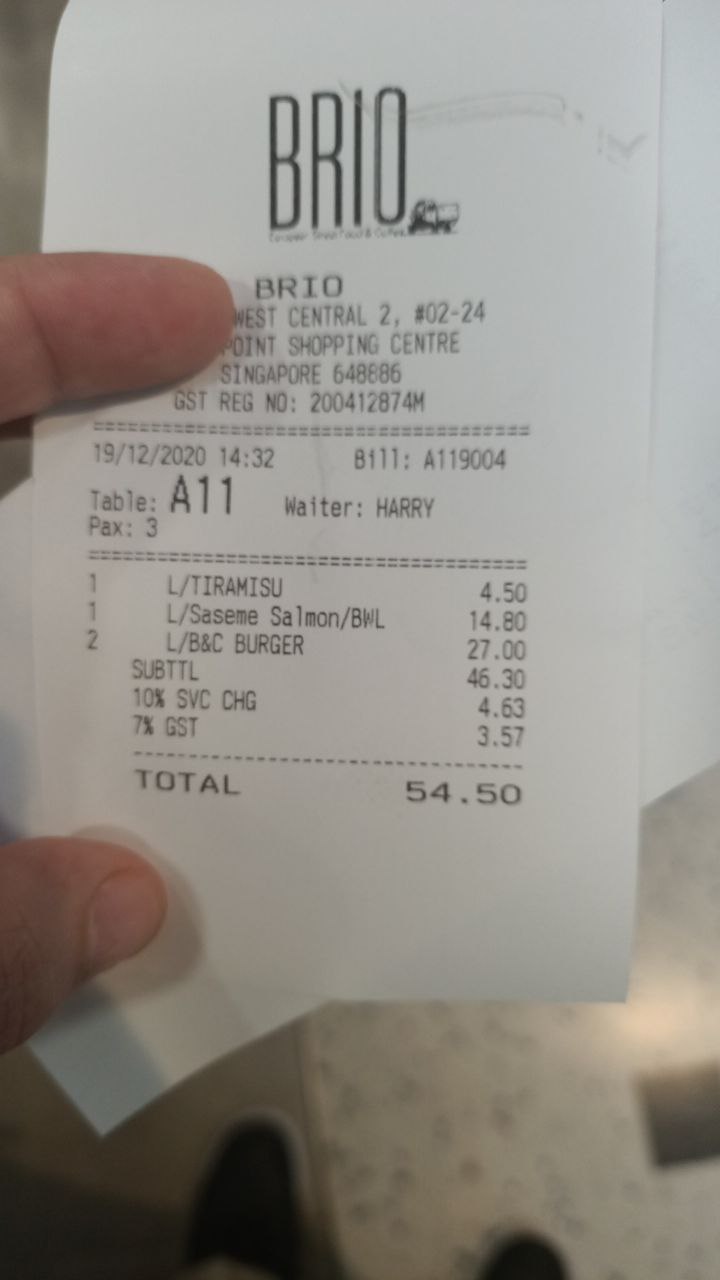 BRIO
BRIO
WEST CENTRAL 2, #02-24
POINT SHOPPING CENTRE
SINGAPORE 648886
GST REG NO: 200412874M
19/12/2020 14:32 Bill: A119004
Table: A11 Waiter: HARRY
Pax: 3
1 L/TIRAMISU 4.50
1 L/Saseme Salmon/BWL 14.80
2 L/B&C BURGER 27.00
SUBTTL 46.30
10% SVC CHG 4.63
7% GST 3.57
TOTAL 54.50